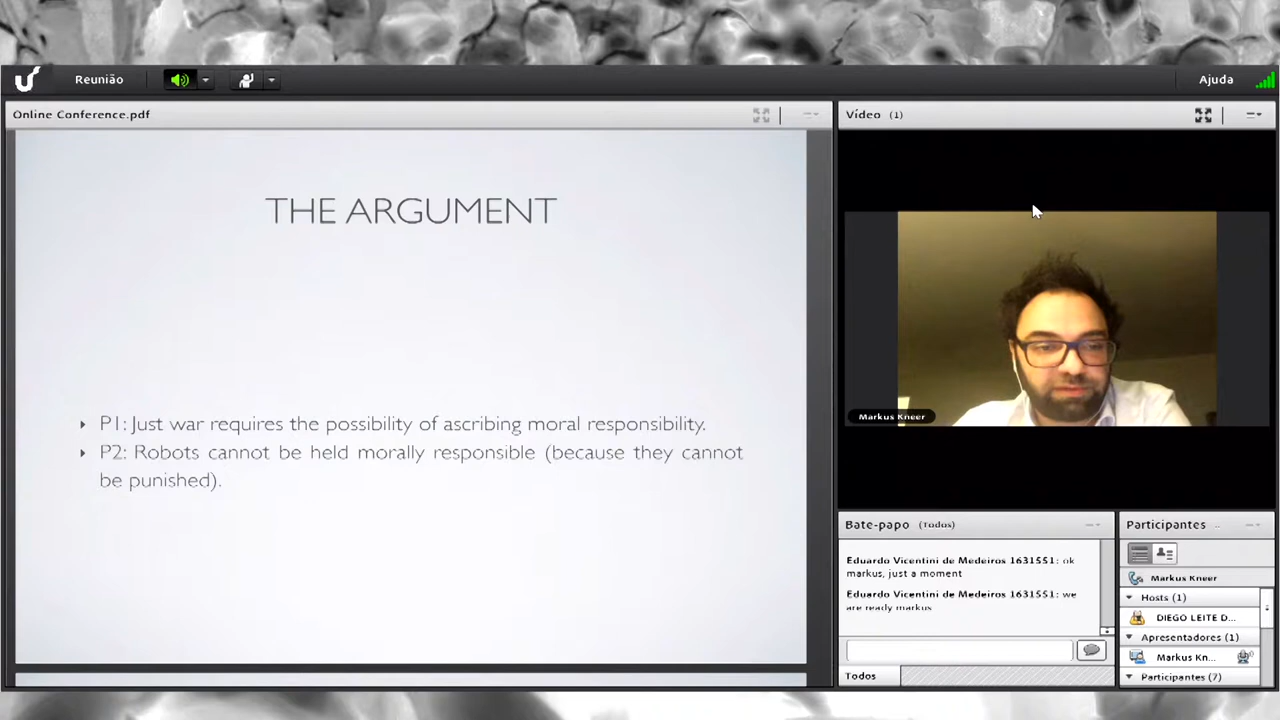 Reunião
Ajuda
Online Conference.pdf
THE ARGUMENT
P1: Just war requires the possibility of ascribing moral responsibility.
P2: Robots cannot be held morally responsible (because they cannot
be punished).
Vídeo (1)
Markus Kneer
Bate-papo (Todos)
Eduardo Vicentini de Medeiros 1631551: ok
markus, just a moment
Eduardo Vicentini de Medeiros 1631551: we
are ready markus
Todos
Participantes ..
Markus Kneer
Hosts (1)
DIEGO LEITE D...
Apresentadores (1)
Markus Kn...
Participantes (7)